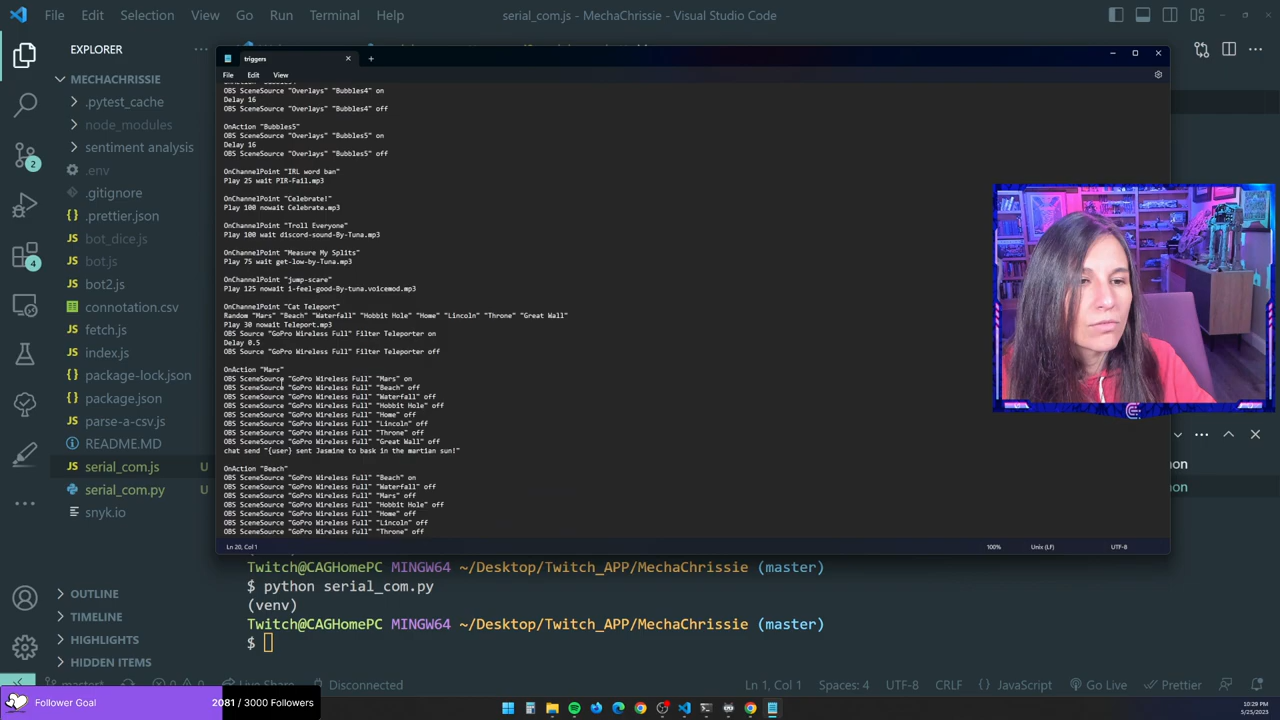 File Edit Selection View Go Run Terminal Help
serial_com.js - MechaChrissie - Visual Studio Code
EXPLORER
MECHACHRISSIE
.pytest_cache
node_modules
sentiment analysis
.env
.gitignore
.prettier.json
bot_dice.js
bot.js
bot2.js
connotation.csv
fetch.js
index.js
package-lock.json
package.json
parse-a-csv.js
README.MD
serial_com.js U
serial_com.py U
snyk.io
OUTLINE
TIMELINE
HIGHLIGHTS
HIDDEN ITEMS
2
4
triggers
File Edit View
OBS SceneSource "Overlays" "Bubbles4" on
Delay 16
OBS SceneSource "Overlays" "Bubbles4" off
OnAction "Bubbles5"
OBS SceneSource "Overlays" "Bubbles5" on
Delay 16
OBS SceneSource "Overlays" "Bubbles5" off
OnChannelPoint "IRL word ban"
Play 25 wait PIR-Fail.mp3
OnChannelPoint "Celebrate!"
Play 100 nowait Celebrate.mp3
OnChannelPoint "Troll Everyone"
Play 100 wait discord-sound-By-Tuna.mp3
OnChannelPoint "Measure My Splits"
Play 75 wait get-low-by-Tuna.mp3
OnChannelPoint "jump-scare"
Play 125 nowait i-feel-good-By-tuna.voicemod.mp3
OnChannelPoint "Cat Teleport"
Random "Mars" "Beach" "Waterfall" "Hobbit Hole" "Home" "Lincoln" "Throne" "Great Wall"
Play 30 nowait Teleport.mp3
OBS Source "GoPro Wireless Full" Filter Teleporter on
Delay 0.5
OBS Source "GoPro Wireless Full" Filter Teleporter off
OnAction "Mars"
OBS SceneSource "GoPro Wireless Full" "Mars" on
OBS SceneSource "GoPro Wireless Full" "Beach" off
OBS SceneSource "GoPro Wireless Full" "Waterfall" off
OBS SceneSource "GoPro Wireless Full" "Hobbit Hole" off
OBS SceneSource "GoPro Wireless Full" "Home" off
OBS SceneSource "GoPro Wireless Full" "Lincoln" off
OBS SceneSource "GoPro Wireless Full" "Throne" off
OBS SceneSource "GoPro Wireless Full" "Great Wall" off
chat send "{user} sent Jasmine to bask in the martian sun!"
OnAction "Beach"
OBS SceneSource "GoPro Wireless Full" "Beach" on
OBS SceneSource "GoPro Wireless Full" "Waterfall" off
OBS SceneSource "GoPro Wireless Full" "Mars" off
OBS SceneSource "GoPro Wireless Full" "Hobbit Hole" off
OBS SceneSource "GoPro Wireless Full" "Home" off
OBS SceneSource "GoPro Wireless Full" "Lincoln" off
OBS SceneSource "GoPro Wireless Full" "Throne" off
Ln 20, Col 1 100% Unix (LF) UTF-8
Twitch@CAGHomePC MINGW64 ~/Desktop/Twitch_APP/MechaChrissie (master)
$ python serial_com.py
(venv)
Twitch@CAGHomePC MINGW64 ~/Desktop/Twitch_APP/MechaChrissie (master)
$
Disconnected Ln 1, Col 1 Spaces: 4 UTF-8 CRLF {} JavaScript Go Live Prettier
Follower Goal 2081 / 3000 Followers
10:29 PM
5/25/2023